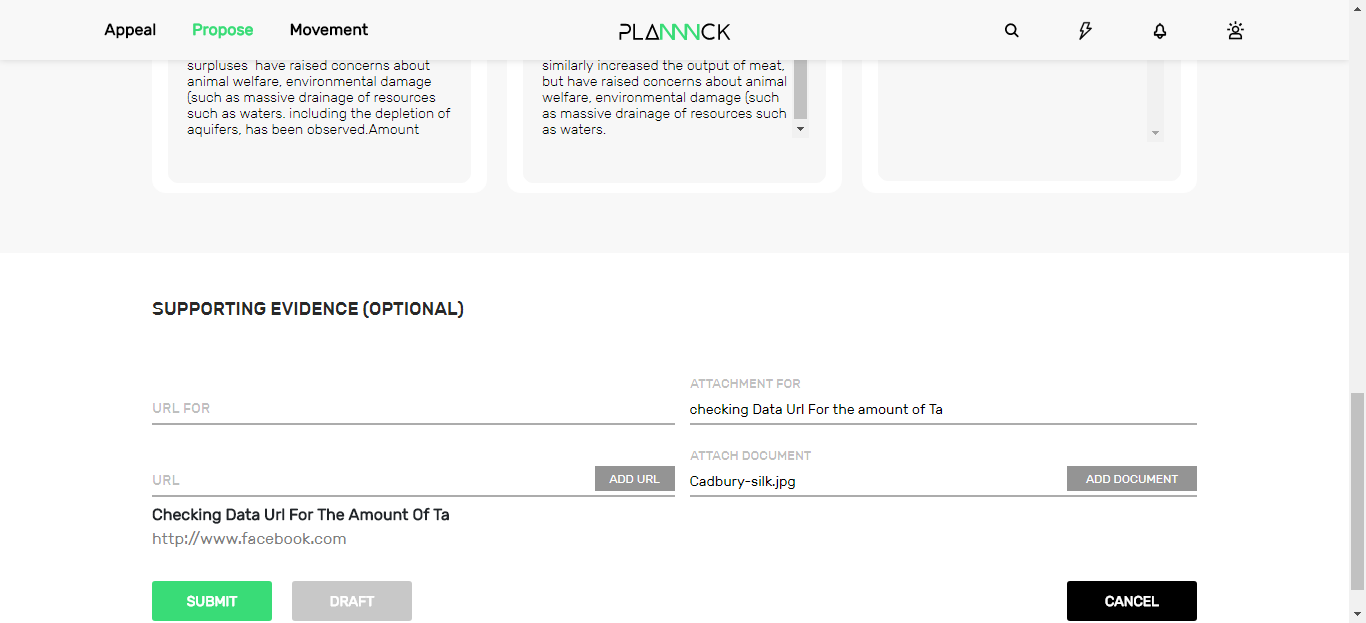 Appeal
Propose
Movement
PLANNNCK
surpluses have raised concerns about
animal welfare, environmental damage
(such as massive drainage of resources
such as waters. including the depletion of
aquifers, has been observed.Amount
similarly increased the output of meat,
but have raised concerns about animal
welfare, environmental damage (such
as massive drainage of resources such
as waters.
SUPPORTING EVIDENCE (OPTIONAL)
URL FOR
ATTACHMENT FOR
checking Data Url For the amount of Ta
URL
ADD URL
ATTACH DOCUMENT
Cadbury-silk.jpg
ADD DOCUMENT
Checking Data Url For The Amount Of Ta
http://www.facebook.com
SUBMIT
DRAFT
CANCEL